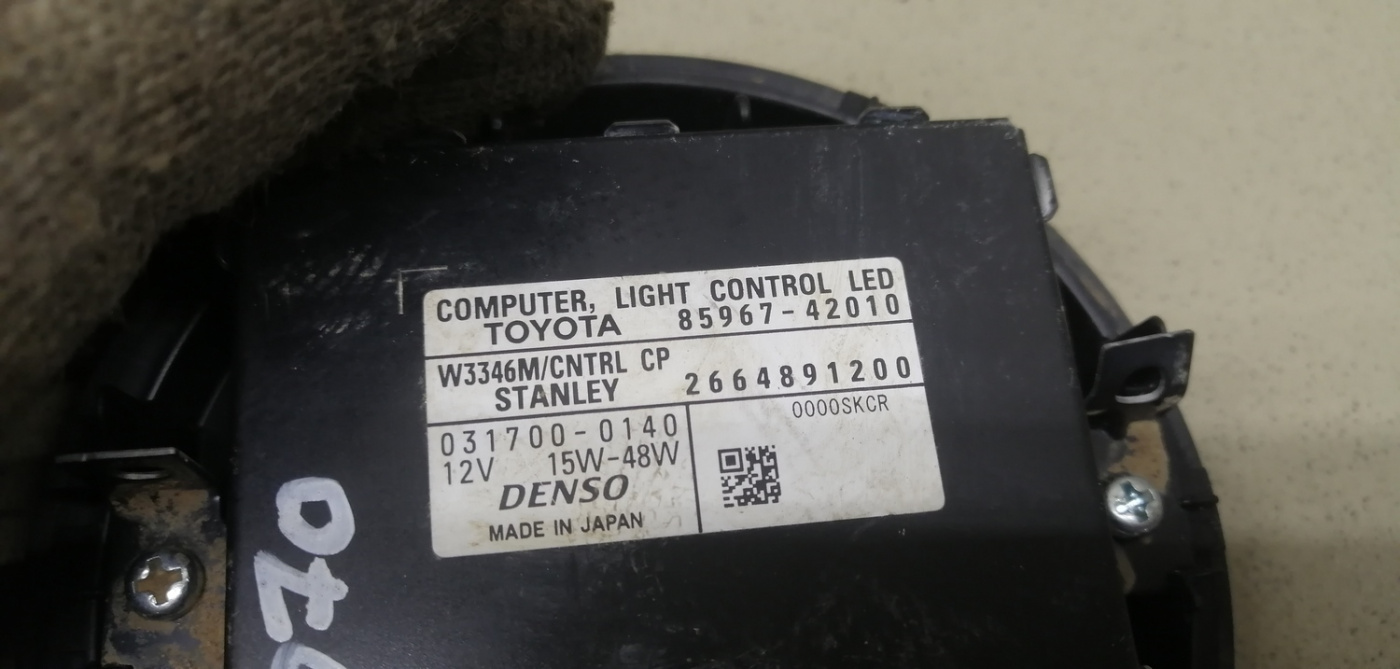 COMPUTER, LIGHT CONTROL LED
TOYOTA 85967-42010
W3346M/CNTRL CP
STANLEY 2664891200
031700-0140
0000SKCR
12V 15W-48W
DENSO
MADE IN JAPAN